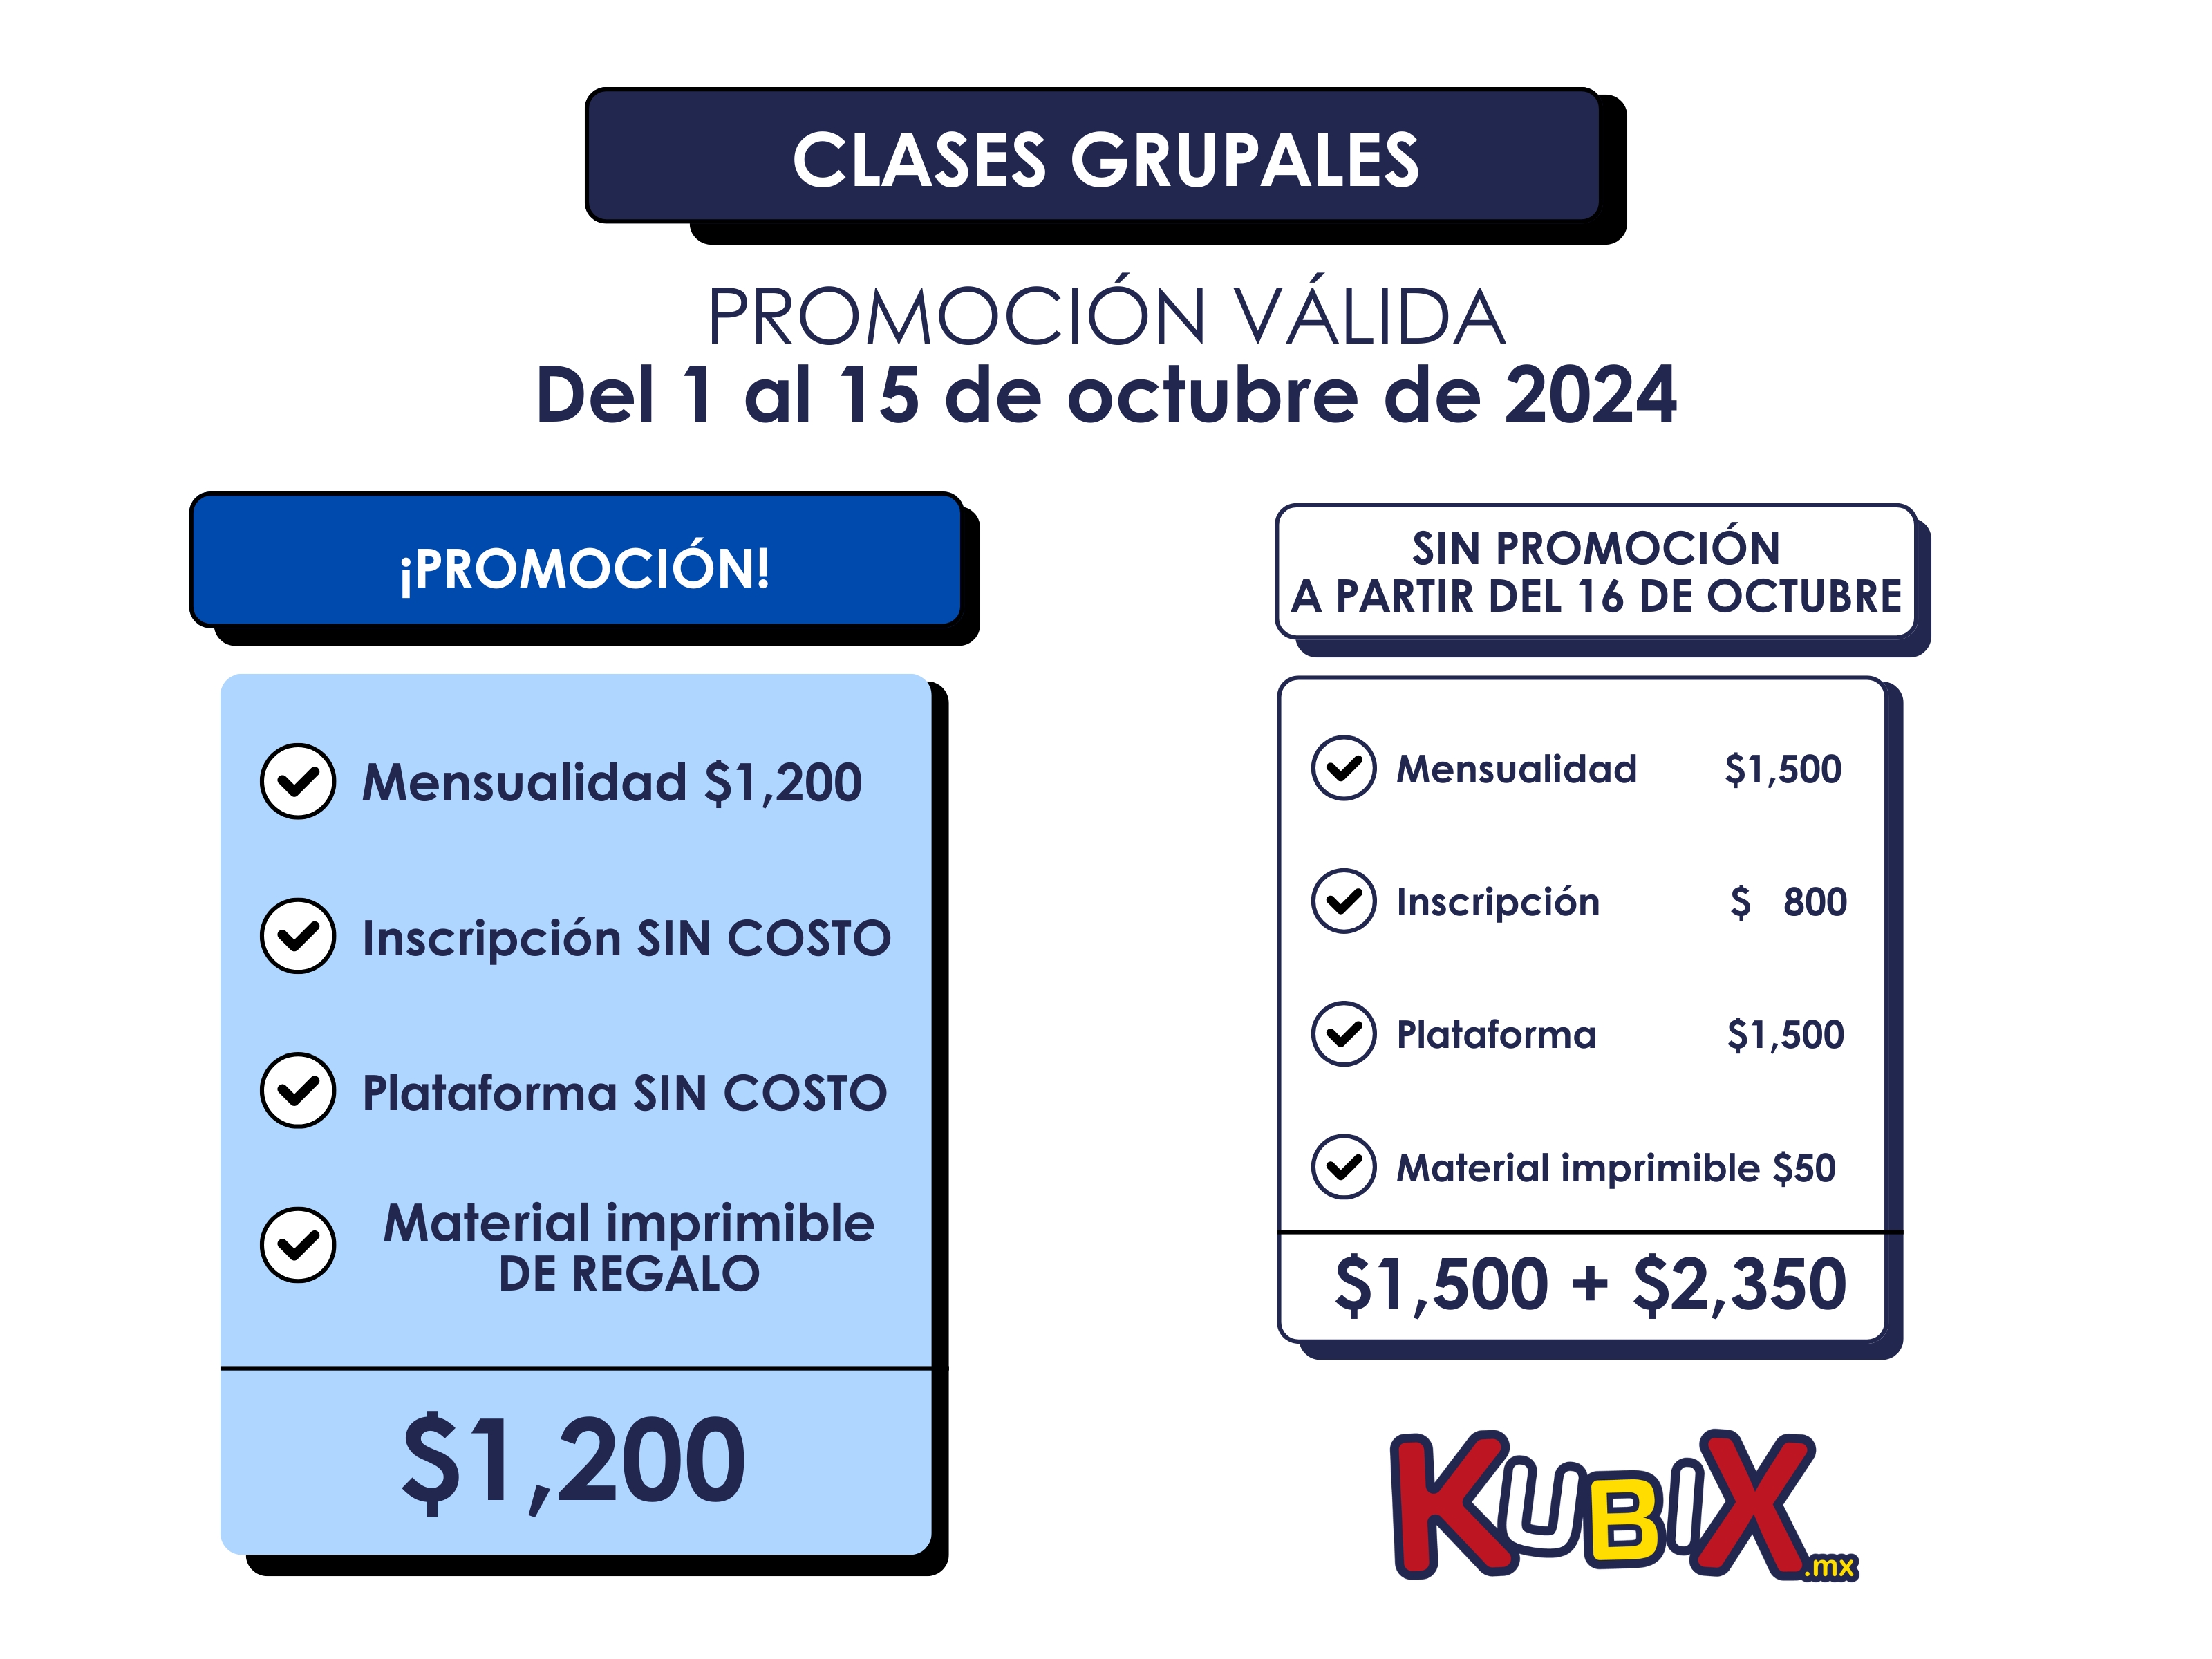 CLASES GRUPALES
PROMOCIÓN VÁLIDA
Del 1 al 15 de octubre de 2024
¡PROMOCIÓN!
Mensualidad $1,200
Inscripción SIN COSTO
Plataforma SIN COSTO
Material imprimible
DE REGALO
$1,200
SIN PROMOCIÓN
A PARTIR DEL 16 DE OCTUBRE
Mensualidad $1,500
Inscripción $ 800
Plataforma $1,500
Material imprimible $50
$1,500 + $2,350
KUBIX.mx